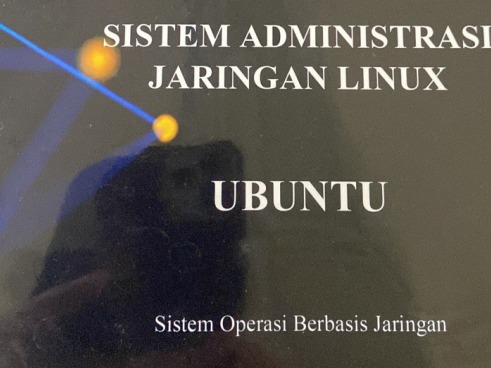 SISTEM ADMINISTRASI
JARINGAN LINUX
UBUNTU
Sistem Operasi Berbasis Jaringan